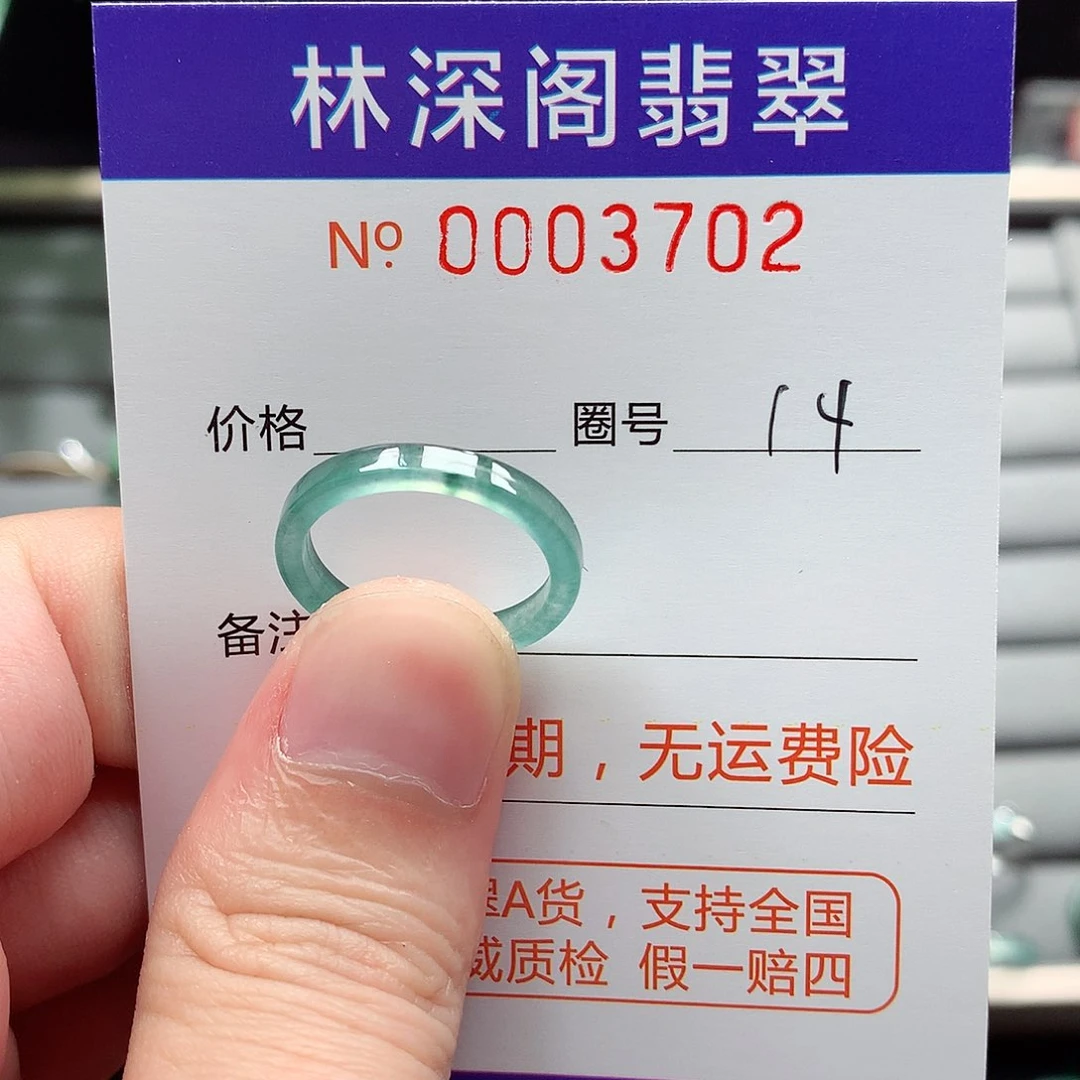 林深阁翡翠
Nº 0003702
价格 圈号 14
备注
期，无运费险
A货，支持全国
威质检 假一赔四